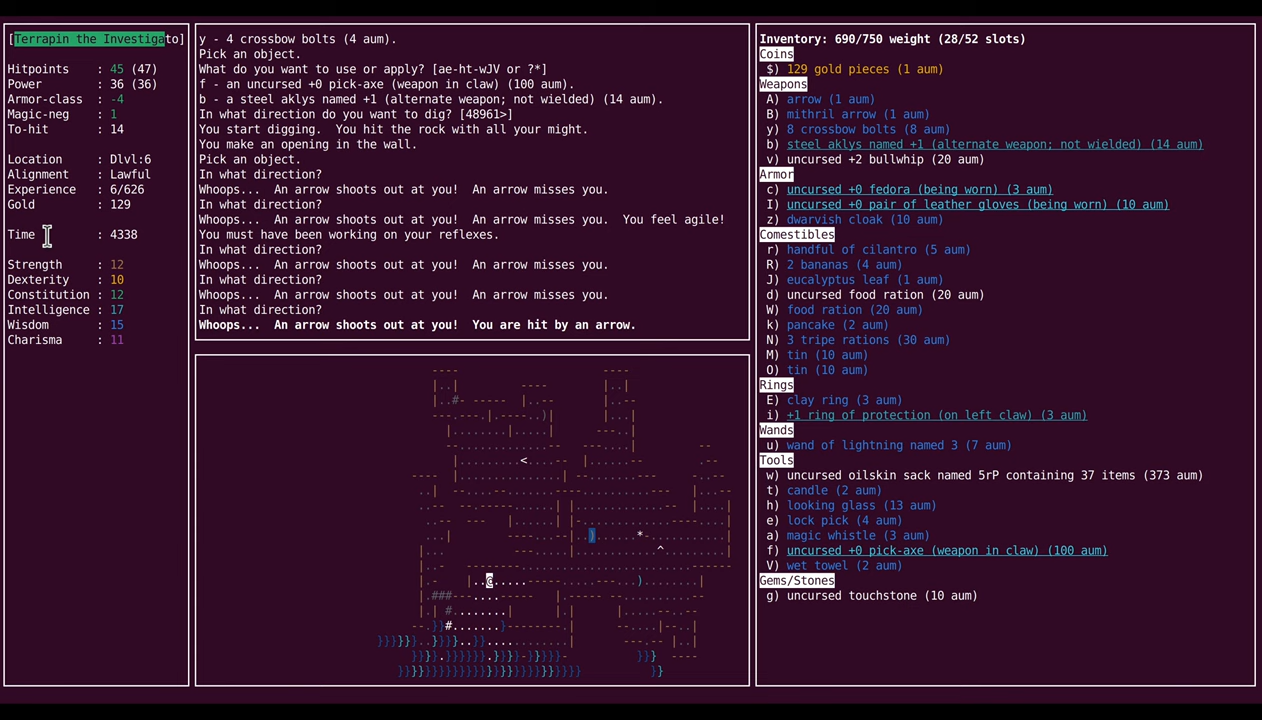 [Terrapin the Investigato]
Hitpoints : 45 (47)
Power : 36 (36)
Armor-class : -4
Magic-neg : 1
To-hit : 14
Location : Dlvl:6
Alignment : Lawful
Experience : 6/626
Gold : 129
Time : 4338
Strength : 12
Dexterity : 10
Constitution : 12
Intelligence : 17
Wisdom : 15
Charisma : 11
y - 4 crossbow bolts (4 aum).
Pick an object.
What do you want to use or apply? [ae-ht-wJV or ?*]
f - an uncursed +0 pick-axe (weapon in claw) (100 aum).
b - a steel aklys named +1 (alternate weapon; not wielded) (14 aum).
In what direction do you want to dig? [48961>]
You start digging.  You hit the rock with all your might.
You make an opening in the wall.
Pick an object.
In what direction?
Whoops...  An arrow shoots out at you!  An arrow misses you.
In what direction?
Whoops...  An arrow shoots out at you!  An arrow misses you.  You feel agile!
You must have been working on your reflexes.
In what direction?
Whoops...  An arrow shoots out at you!  An arrow misses you.
In what direction?
Whoops...  An arrow shoots out at you!  An arrow misses you.
In what direction?
Whoops...  An arrow shoots out at you!  You are hit by an arrow.
Inventory: 690/750 weight (28/52 slots)
Coins
$) 129 gold pieces (1 aum)
Weapons
A) arrow (1 aum)
B) mithril arrow (1 aum)
y) 8 crossbow bolts (8 aum)
b) steel aklys named +1 (alternate weapon; not wielded) (14 aum)
v) uncursed +2 bullwhip (20 aum)
Armor
c) uncursed +0 fedora (being worn) (3 aum)
I) uncursed +0 pair of leather gloves (being worn) (10 aum)
z) dwarvish cloak (10 aum)
Comestibles
r) handful of cilantro (5 aum)
R) 2 bananas (4 aum)
J) eucalyptus leaf (1 aum)
d) uncursed food ration (20 aum)
W) food ration (20 aum)
k) pancake (2 aum)
N) 3 tripe rations (30 aum)
M) tin (10 aum)
O) tin (10 aum)
Rings
E) clay ring (3 aum)
i) +1 ring of protection (on left claw) (3 aum)
Wands
u) wand of lightning named 3 (7 aum)
Tools
w) uncursed oilskin sack named 5rP containing 37 items (373 aum)
t) candle (2 aum)
h) looking glass (13 aum)
e) lock pick (4 aum)
a) magic whistle (3 aum)
f) uncursed +0 pick-axe (weapon in claw) (100 aum)
V) wet towel (2 aum)
Gems/Stones
g) uncursed touchstone (10 aum)